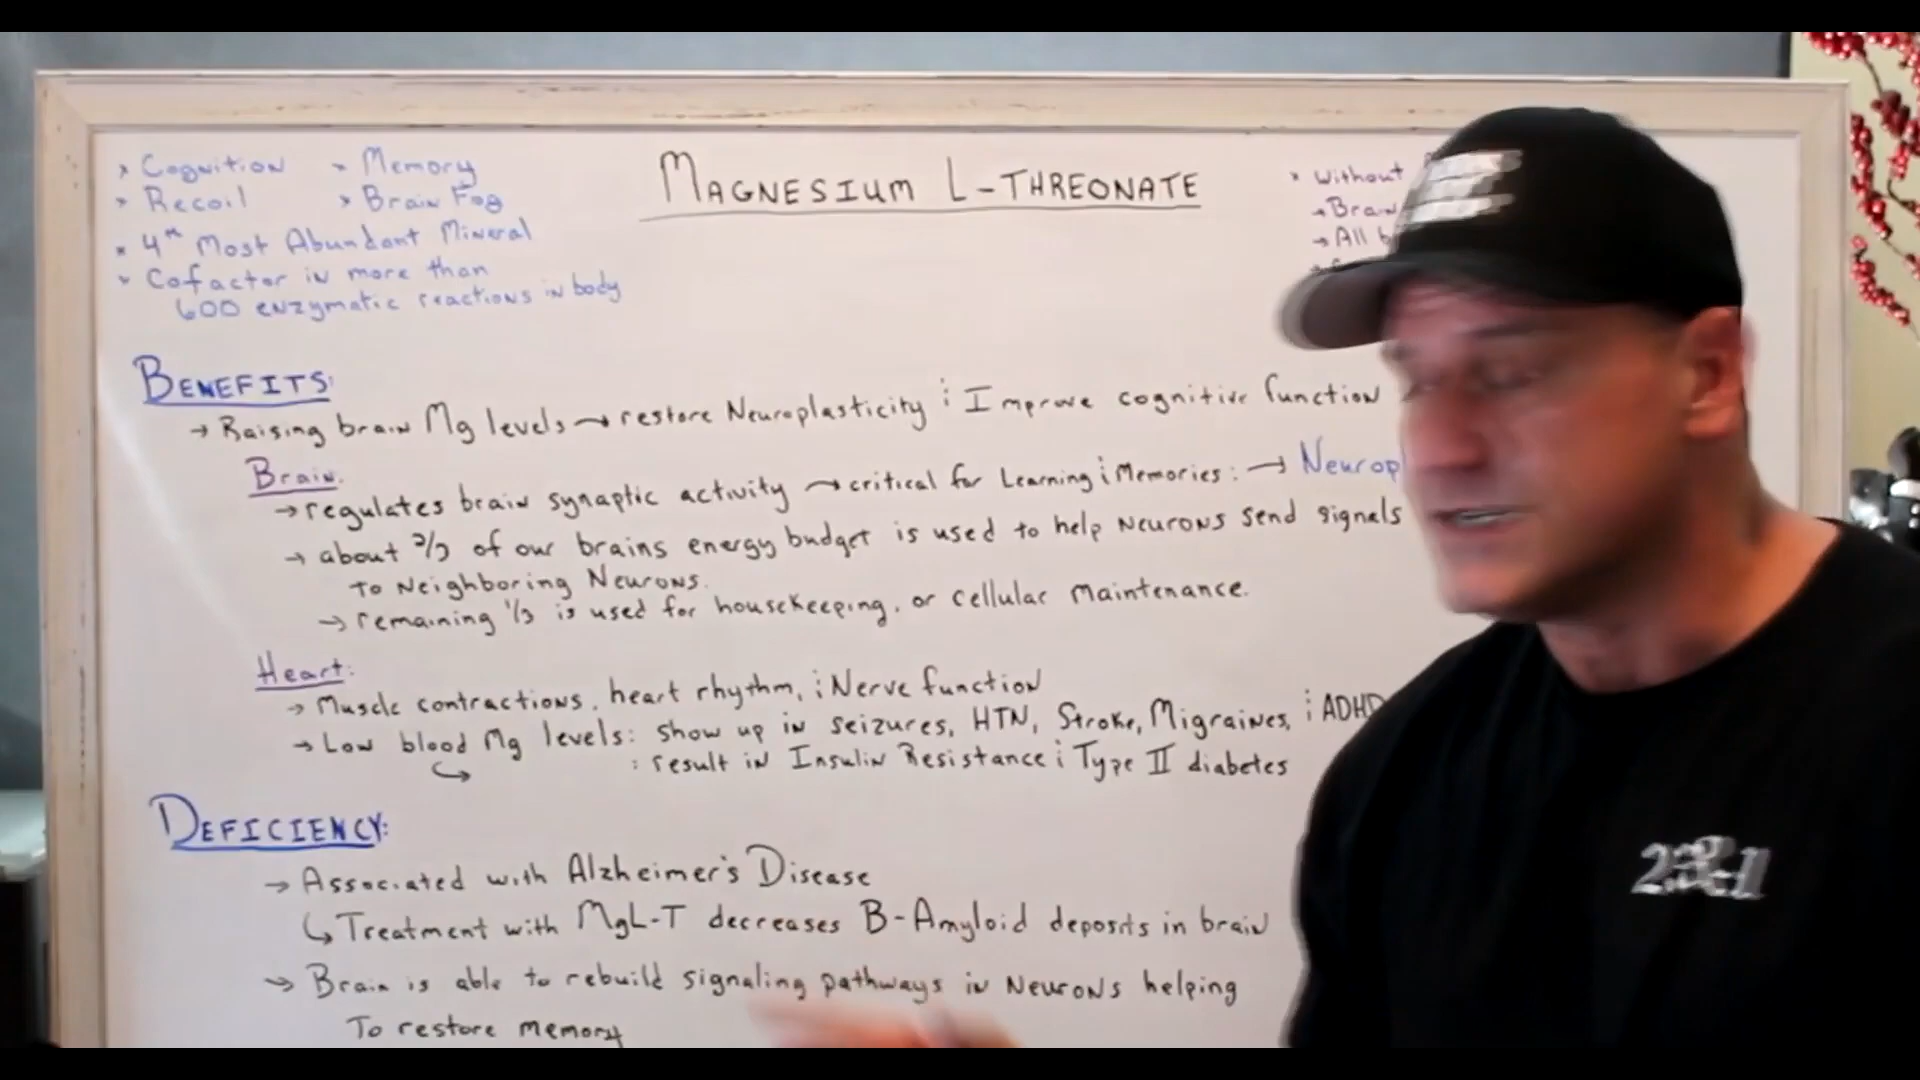 > Cognition > Memory
> Recoil > Brain Fog
* 4th Most Abundant Mineral
* Cofactor in more than
600 enzymatic reactions in body
MAGNESIUM L-THREONATE
* Without
→ Brain
→ All
BENEFITS:
→ Raising brain Mg levels → restore Neuroplasticity & Improve cognitive function
Brain:
→ regulates brain synaptic activity → critical for Learning & Memories: → Neurop
→ about 2/3 of our brains energy budget is used to help neurons send signals
to Neighboring Neurons.
→ remaining 1/3 is used for housekeeping, or cellular maintenance.
Heart:
→ Muscle contractions, heart rhythm, & Nerve function
→ Low blood Mg levels: show up in seizures, HTN, Stroke, Migraines, & ADHD
: result in Insulin Resistance & Type II diabetes
DEFICIENCY:
→ Associated with Alzheimer's Disease
↳ Treatment with MgL-T decreases B-Amyloid deposits in brain
→ Brain is able to rebuild signaling pathways in Neurons helping
To restore memory